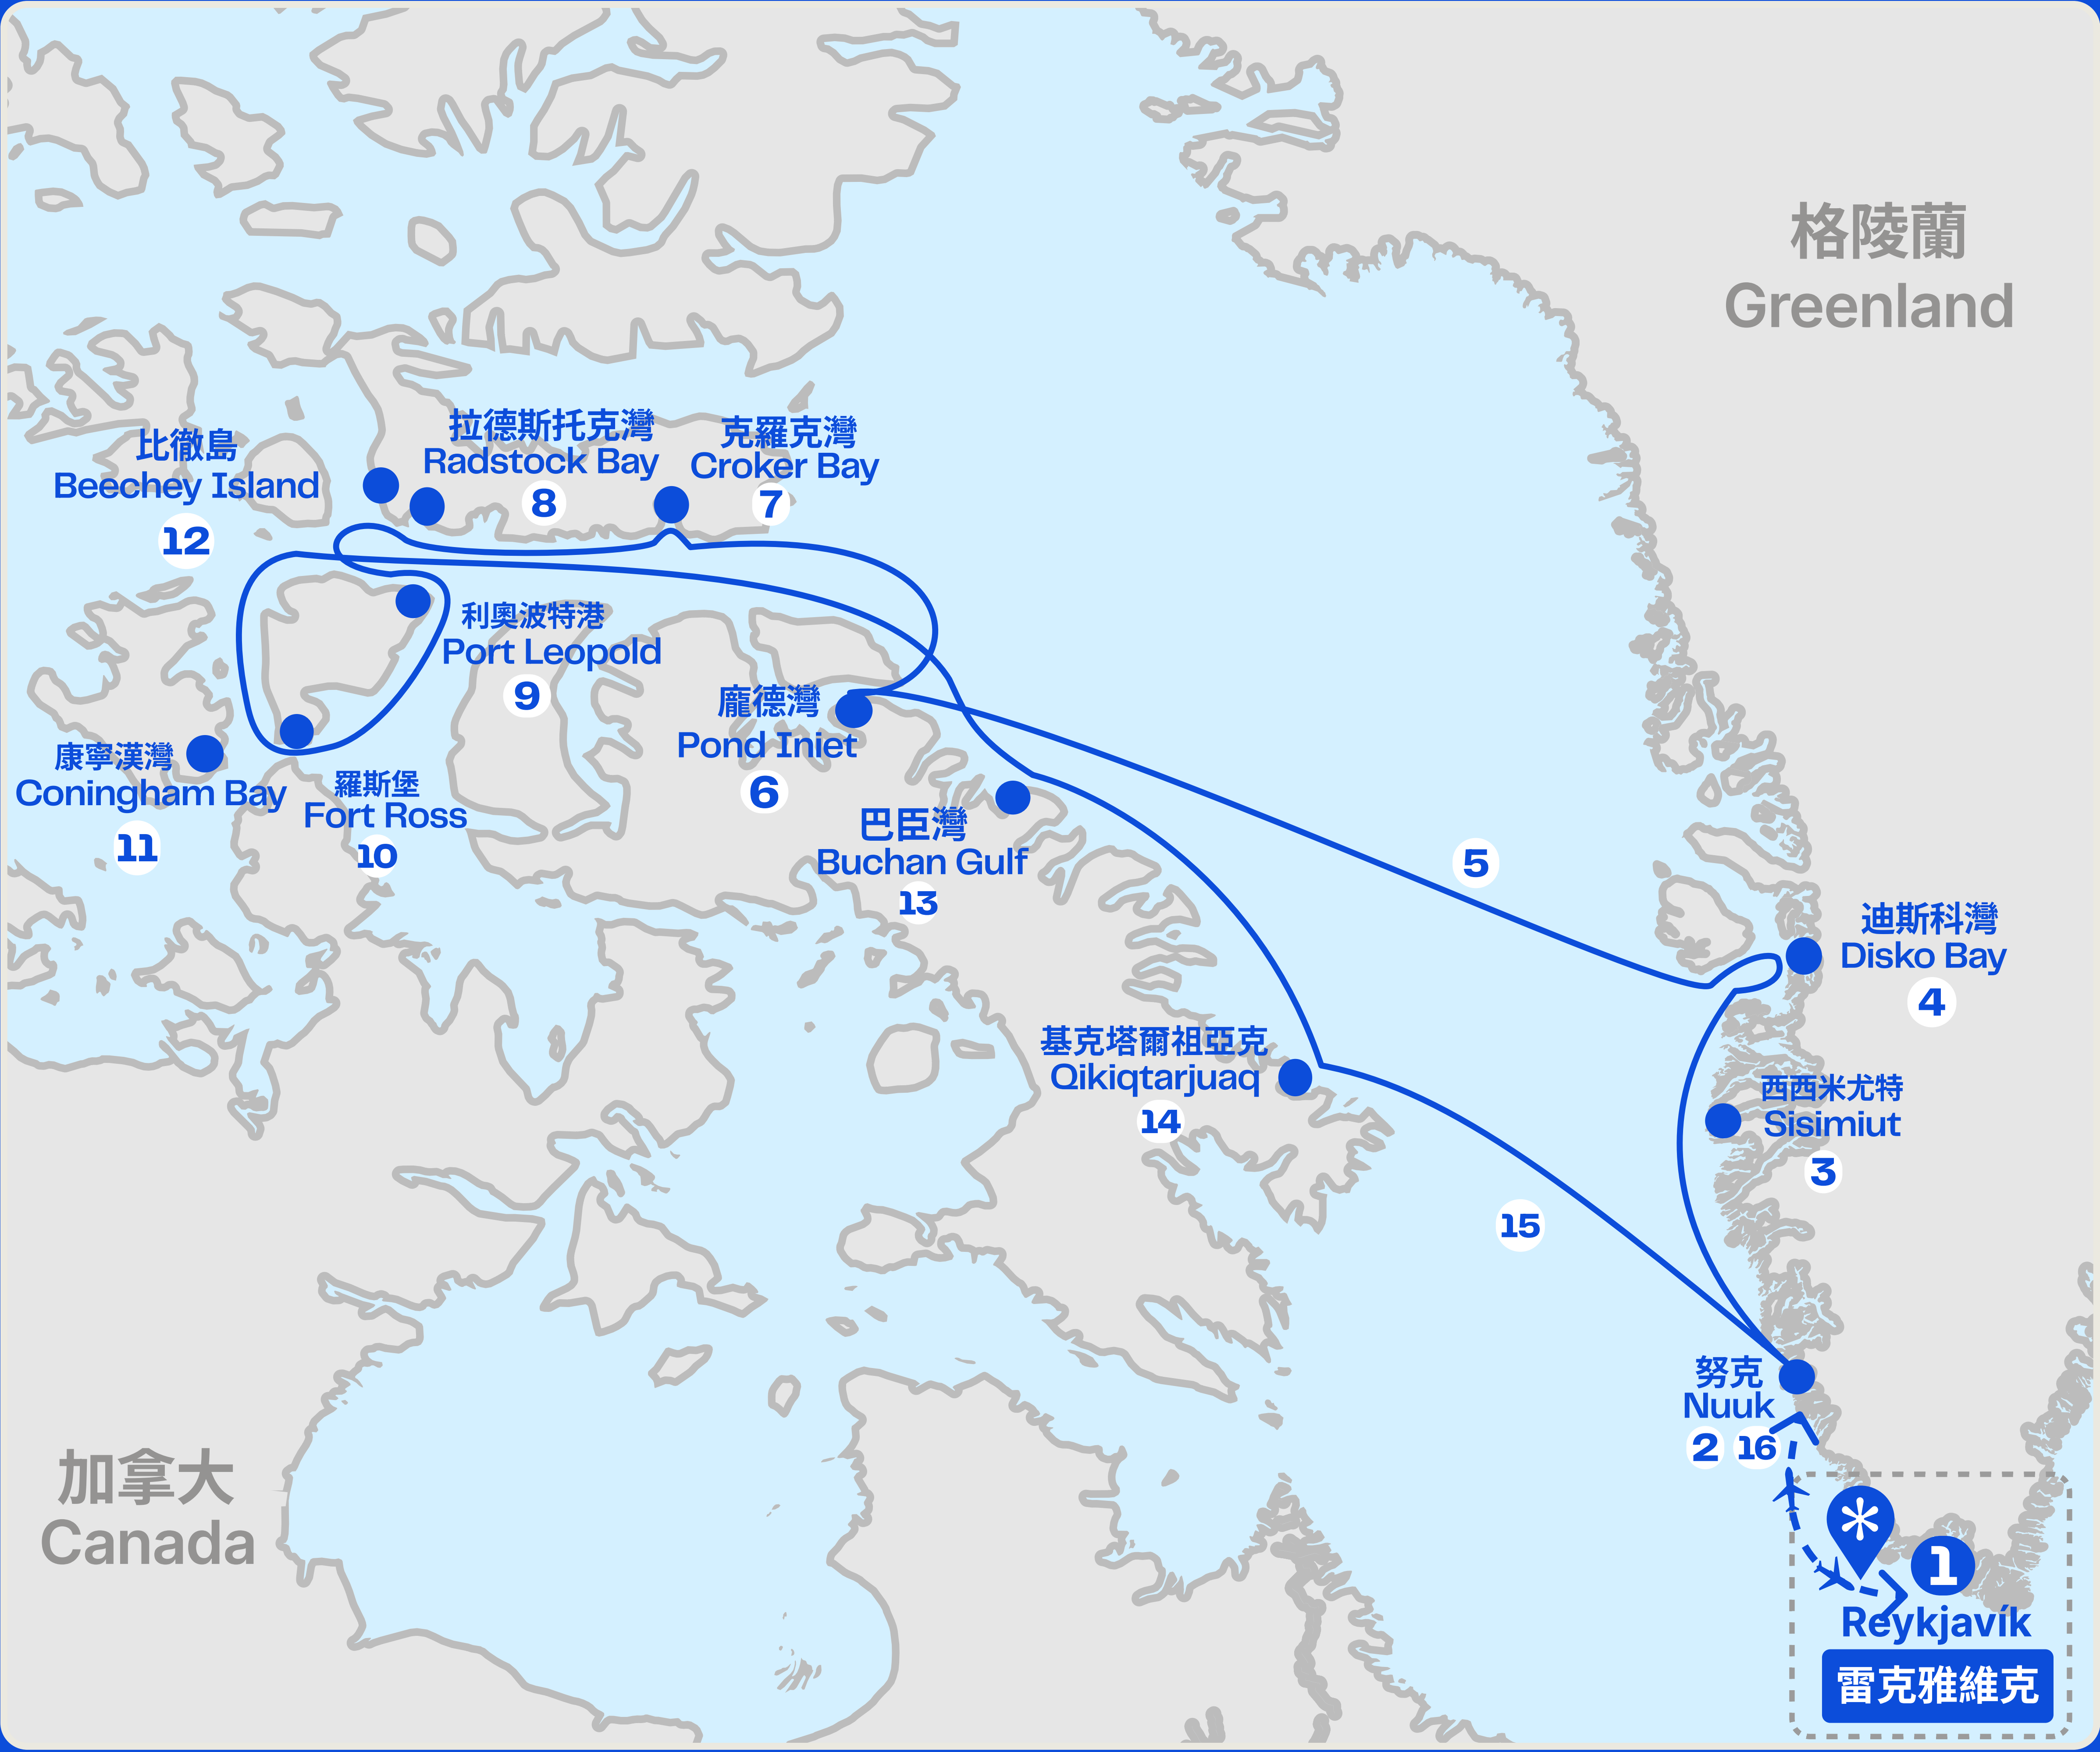 格陵蘭
Greenland
比徹島
Beechey Island
12
拉德斯托克灣
Radstock Bay
8
克羅克灣
Croker Bay
7
利奧波特港
Port Leopold
9
龐德灣
Pond Iniet
6
康寧漢灣
Coningham Bay
11
羅斯堡
Fort Ross
10
巴臣灣
Buchan Gulf
13
5
迪斯科灣
Disko Bay
4
基克塔爾祖亞克
Qikiqtarjuaq
14
西西米尤特
Sisimiut
3
15
努克
Nuuk
2 16
加拿大
Canada
1
Reykjavík
雷克雅維克